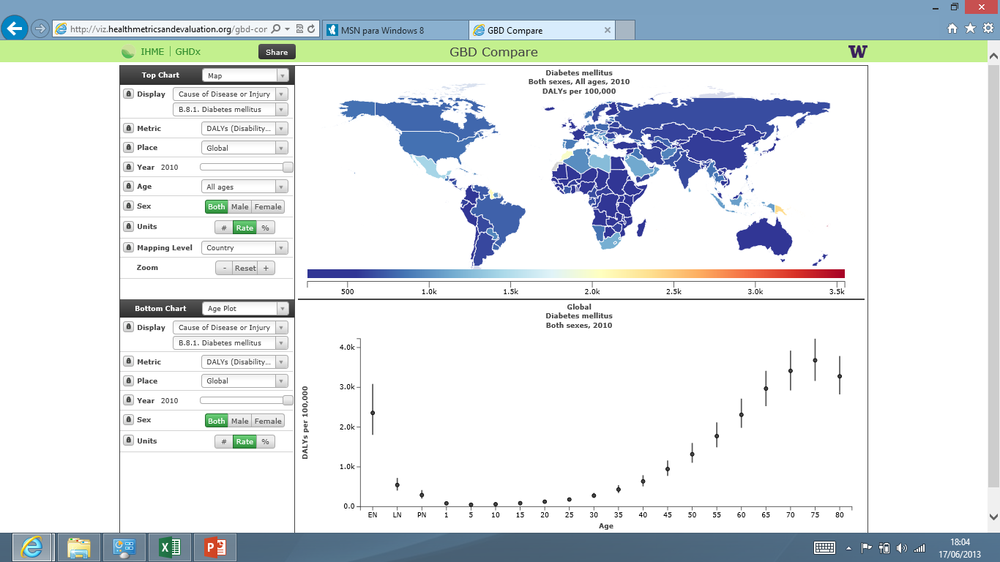 http://viz.healthmetricsandevaluation.org/gbd-cor
MSN para Windows 8
GBD Compare
IHME | GHDx
Share
GBD Compare
W
Top Chart Map
Display Cause of Disease or Injury
B.8.1. Diabetes mellitus
Metric DALYs (Disability...
Place Global
Year 2010
Age All ages
Sex Both Male Female
Units # Rate %
Mapping Level Country
Zoom - Reset +
Diabetes mellitus
Both sexes, All ages, 2010
DALYs per 100,000
500 1.0k 1.5k 2.0k 2.5k 3.0k 3.5k
Bottom Chart Age Plot
Display Cause of Disease or Injury
B.8.1. Diabetes mellitus
Metric DALYs (Disability...
Place Global
Year 2010
Sex Both Male Female
Units # Rate %
Global
Diabetes mellitus
Both sexes, 2010
DALYs per 100,000
4.0k
3.0k
2.0k
1.0k
0.0
EN LN PN 1 5 10 15 20 25 30 35 40 45 50 55 60 65 70 75 80
Age
18:04
17/06/2013